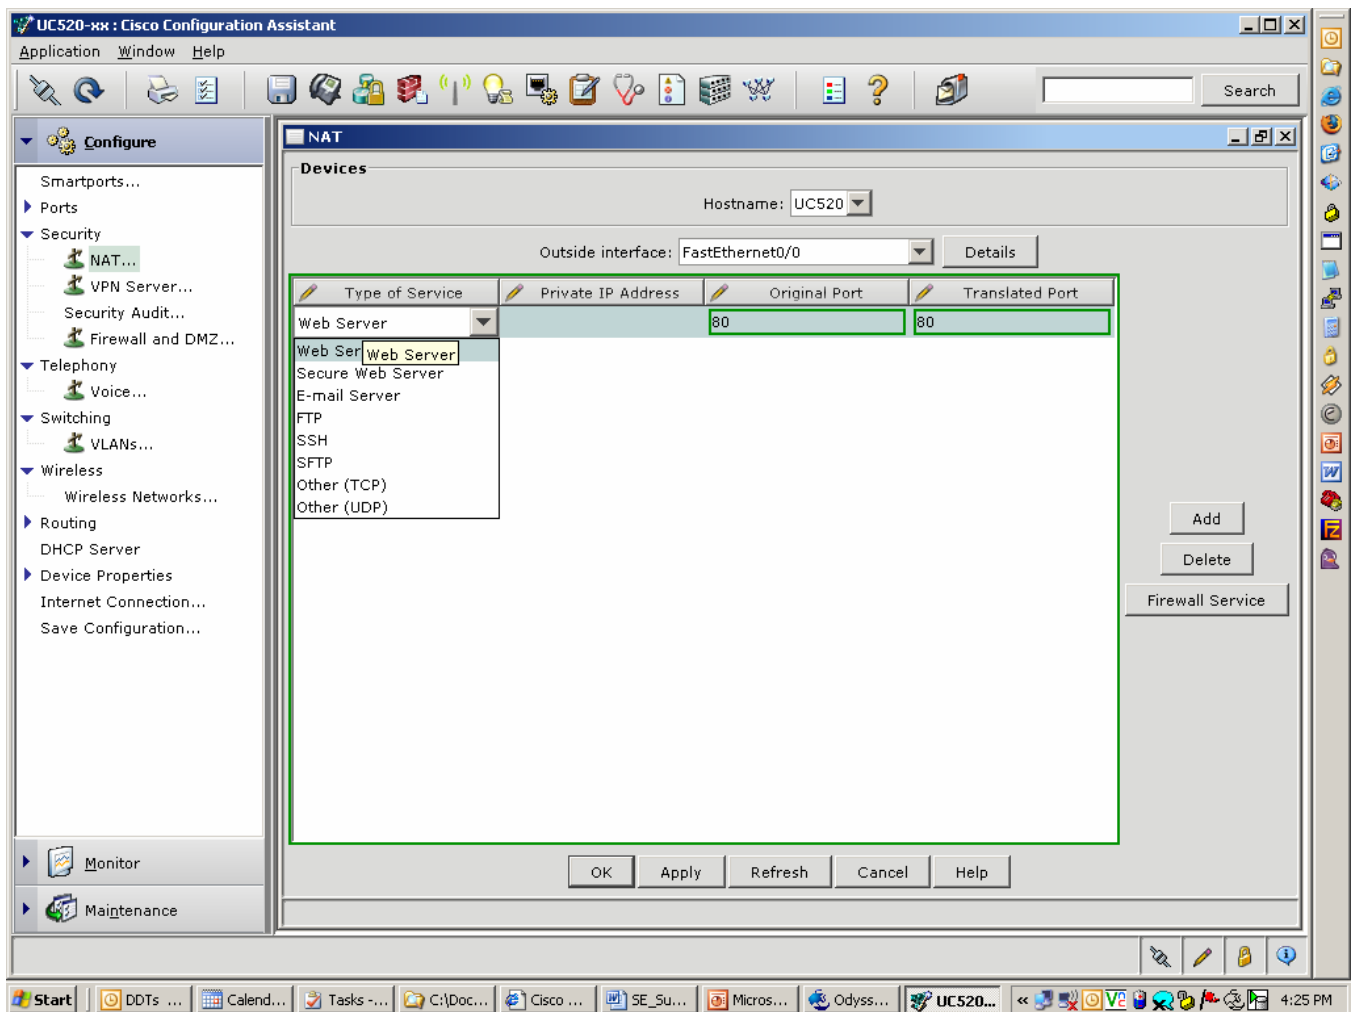 UC520-xx : Cisco Configuration Assistant
Application Window Help
Search
Configure
Smartports...
Ports
Security
NAT...
VPN Server...
Security Audit...
Firewall and DMZ...
Telephony
Voice...
Switching
VLANs...
Wireless
Wireless Networks...
Routing
DHCP Server
Device Properties
Internet Connection...
Save Configuration...
Monitor
Maintenance
NAT
Devices
Hostname: UC520
Outside interface: FastEthernet0/0 Details
Type of Service Private IP Address Original Port Translated Port
Web Server 80 80
Web Ser Web Server
Secure Web Server
E-mail Server
FTP
SSH
SFTP
Other (TCP)
Other (UDP)
Add
Delete
Firewall Service
OK Apply Refresh Cancel Help
Start DDTs ... Calend... Tasks -... C:\Doc... Cisco ... SE_Su... Micros... Odyss... UC520... « 4:25 PM